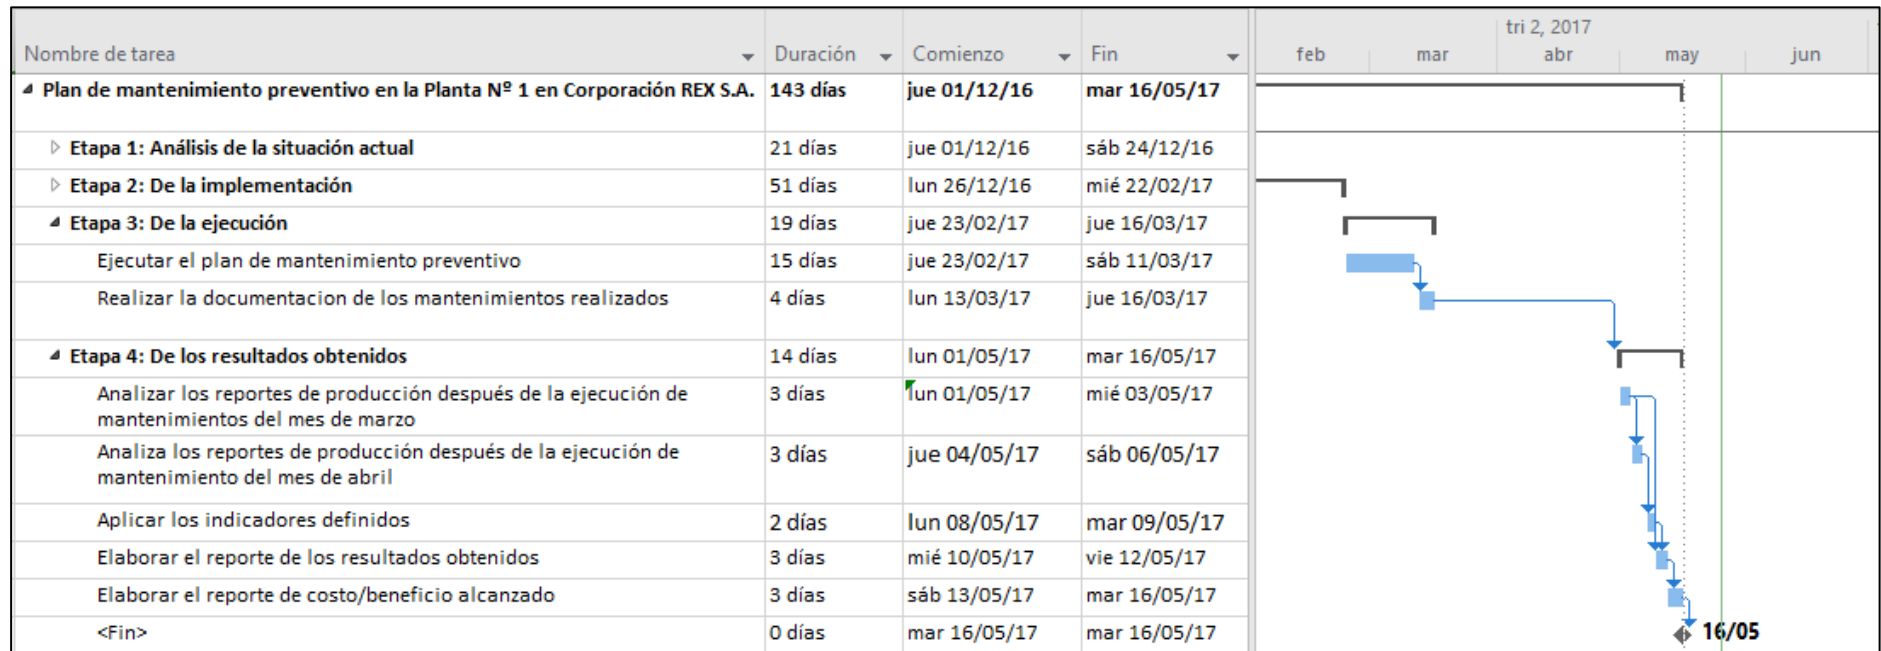 tri 2, 2017
Nombre de tarea Duración Comienzo Fin feb mar abr may jun
Plan de mantenimiento preventivo en la Planta Nº 1 en Corporación REX S.A. 143 días jue 01/12/16 mar 16/05/17
Etapa 1: Análisis de la situación actual 21 días jue 01/12/16 sáb 24/12/16
Etapa 2: De la implementación 51 días lun 26/12/16 mié 22/02/17
Etapa 3: De la ejecución 19 días jue 23/02/17 jue 16/03/17
Ejecutar el plan de mantenimiento preventivo 15 días jue 23/02/17 sáb 11/03/17
Realizar la documentacion de los mantenimientos realizados 4 días lun 13/03/17 jue 16/03/17
Etapa 4: De los resultados obtenidos 14 días lun 01/05/17 mar 16/05/17
Analizar los reportes de producción después de la ejecución de 3 días lun 01/05/17 mié 03/05/17
mantenimientos del mes de marzo
Analiza los reportes de producción después de la ejecución de 3 días jue 04/05/17 sáb 06/05/17
mantenimiento del mes de abril
Aplicar los indicadores definidos 2 días lun 08/05/17 mar 09/05/17
Elaborar el reporte de los resultados obtenidos 3 días mié 10/05/17 vie 12/05/17
Elaborar el reporte de costo/beneficio alcanzado 3 días sáb 13/05/17 mar 16/05/17
<Fin> 0 días mar 16/05/17 mar 16/05/17 16/05